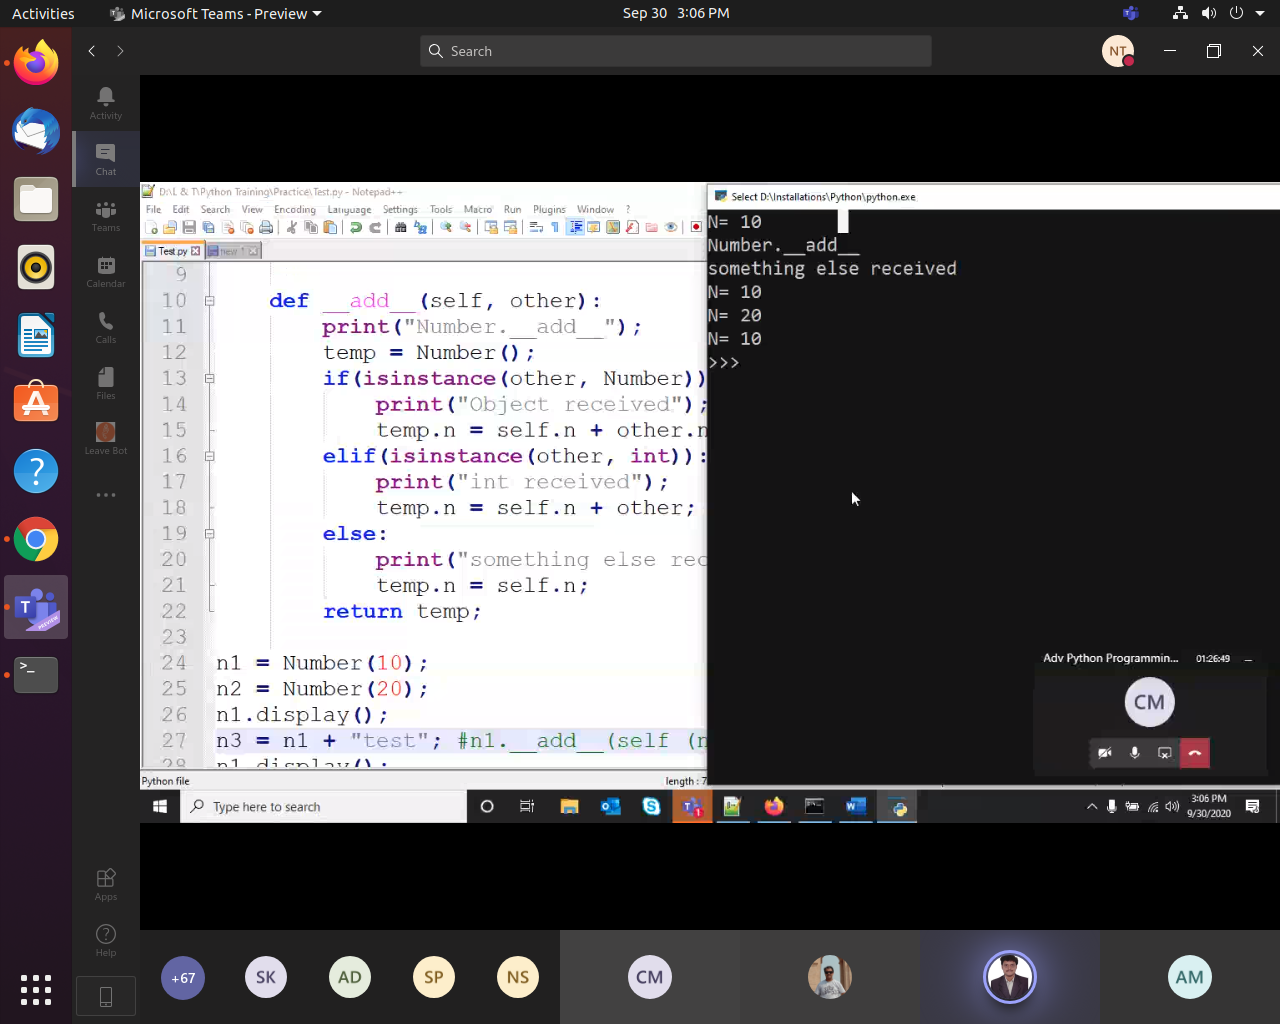 Activities
Microsoft Teams - Preview
Sep 30 3:06 PM
Search
NT
Activity
Chat
Teams
Calendar
Calls
Files
Leave Bot
Apps
Help
D:\L & T\Python Training\Practice\Test.py - Notepad++
File Edit Search View Encoding Language Settings Tools Macro Run Plugins Window ?
Test.py
new 1
9
10 def __add__(self, other):
11 print("Number.__add__");
12 temp = Number();
13 if(isinstance(other, Number))
14 print("Object received");
15 temp.n = self.n + other.n
16 elif(isinstance(other, int)):
17 print("int received");
18 temp.n = self.n + other;
19 else:
20 print("something else rec
21 temp.n = self.n;
22 return temp;
23
24 n1 = Number(10);
25 n2 = Number(20);
26 n1.display();
27 n3 = n1 + "test"; #n1.__add__(self (n
28 n1.display();
Python file
length : 7
Select D:\Installations\Python\python.exe
N= 10
Number.__add__
something else received
N= 10
N= 20
N= 10
>>>
Adv Python Programmin...
01:26:49
CM
Type here to search
3:06 PM
9/30/2020
+67
SK
AD
SP
NS
CM
AM